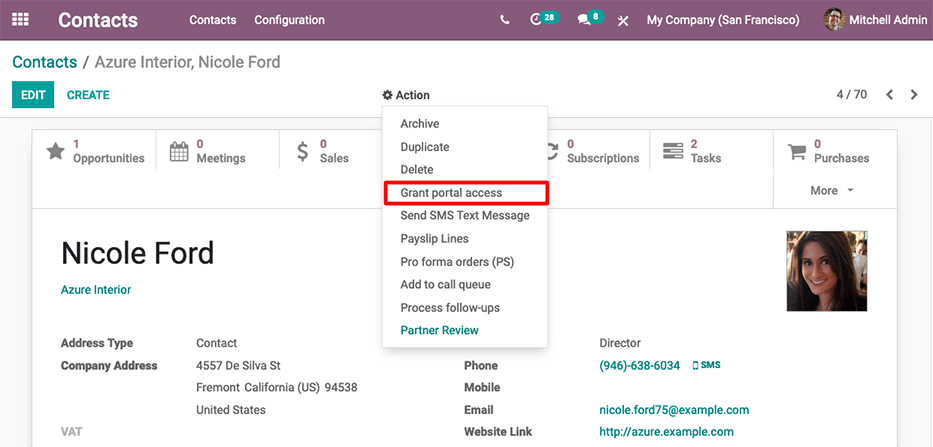 Contacts Contacts Configuration 28 8 My Company (San Francisco) Mitchell Admin
Contacts / Azure Interior, Nicole Ford
EDIT CREATE Action 4 / 70
Archive
Duplicate
Delete
Grant portal access
Send SMS Text Message
Payslip Lines
Pro forma orders (PS)
Add to call queue
Process follow-ups
Partner Review
1 Opportunities
0 Meetings
$ 0 Sales
Subscriptions
2 Tasks
0 Purchases
More
Nicole Ford
Azure Interior
Address Type Contact
Company Address 4557 De Silva St
Fremont California (US) 94538
United States
VAT
Director
Phone (946)-638-6034 SMS
Mobile
Email nicole.ford75@example.com
Website Link http://azure.example.com